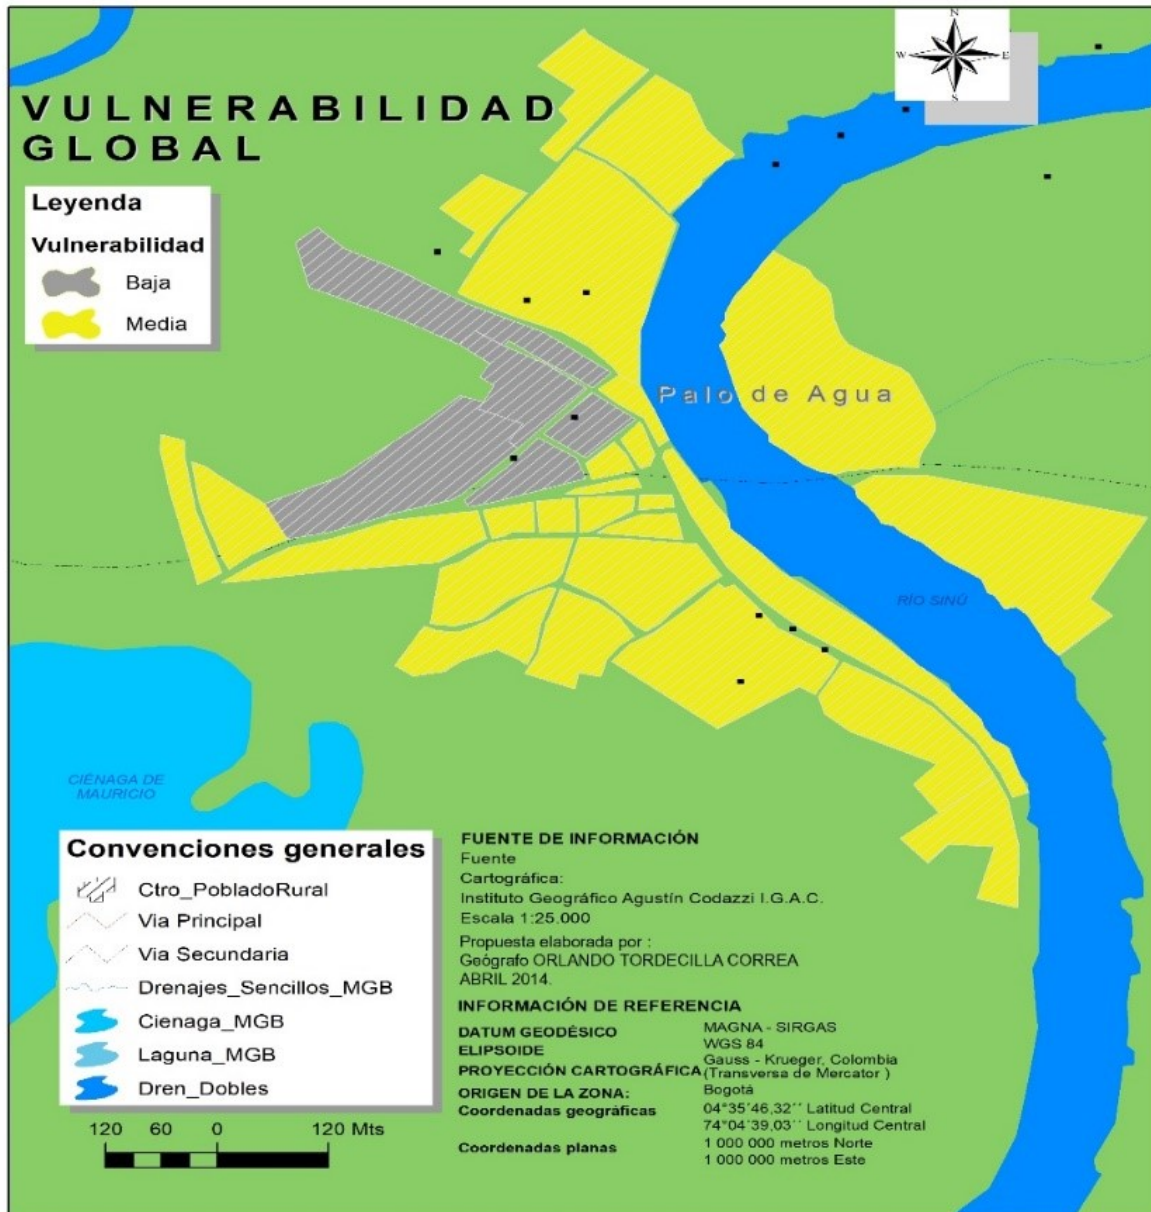 VULNERABILIDAD
GLOBAL
N
W
E
S
Leyenda
Vulnerabilidad
Baja
Media
Palo de Agua
RÍO SINÚ
CIÉNAGA DE
MAURICIO
Convenciones generales
Ctro_PobladoRural
Via Principal
Via Secundaria
Drenajes_Sencillos_MGB
Cienaga_MGB
Laguna_MGB
Dren_Dobles
120 60 0 120 Mts
FUENTE DE INFORMACIÓN
Fuente
Cartográfica:
Instituto Geográfico Agustín Codazzi I.G.A.C.
Escala 1:25.000
Propuesta elaborada por :
Geógrafo ORLANDO TORDECILLA CORREA
ABRIL 2014.
INFORMACIÓN DE REFERENCIA
DATUM GEODÉSICO MAGNA - SIRGAS
ELIPSOIDE WGS 84
PROYECCIÓN CARTOGRÁFICA Gauss - Krueger, Colombia
(Transversa de Mercator )
ORIGEN DE LA ZONA: Bogotá
Coordenadas geográficas 04°35´46,32´´ Latitud Central
74°04´39,03´´ Longitud Central
Coordenadas planas 1 000 000 metros Norte
1 000 000 metros Este